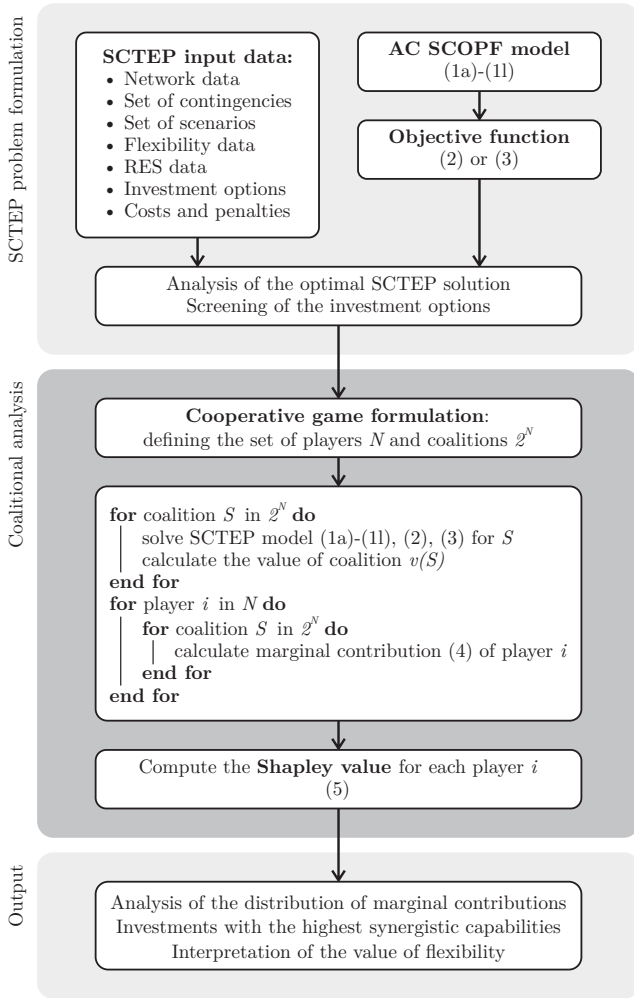 SCTEP problem formulation
SCTEP input data:
• Network data
• Set of contingencies
• Set of scenarios
• Flexibility data
• RES data
• Investment options
• Costs and penalties
AC SCOPF model
(1a)-(1l)
Objective function
(2) or (3)
Analysis of the optimal SCTEP solution
Screening of the investment options
Coalitional analysis
Cooperative game formulation:
defining the set of players N and coalitions 2^N
for coalition S in 2^N do
solve SCTEP model (1a)-(1l), (2), (3) for S
calculate the value of coalition v(S)
end for
for player i in N do
for coalition S in 2^N do
calculate marginal contribution (4) of player i
end for
end for
Compute the Shapley value for each player i
(5)
Output
Analysis of the distribution of marginal contributions
Investments with the highest synergistic capabilities
Interpretation of the value of flexibility